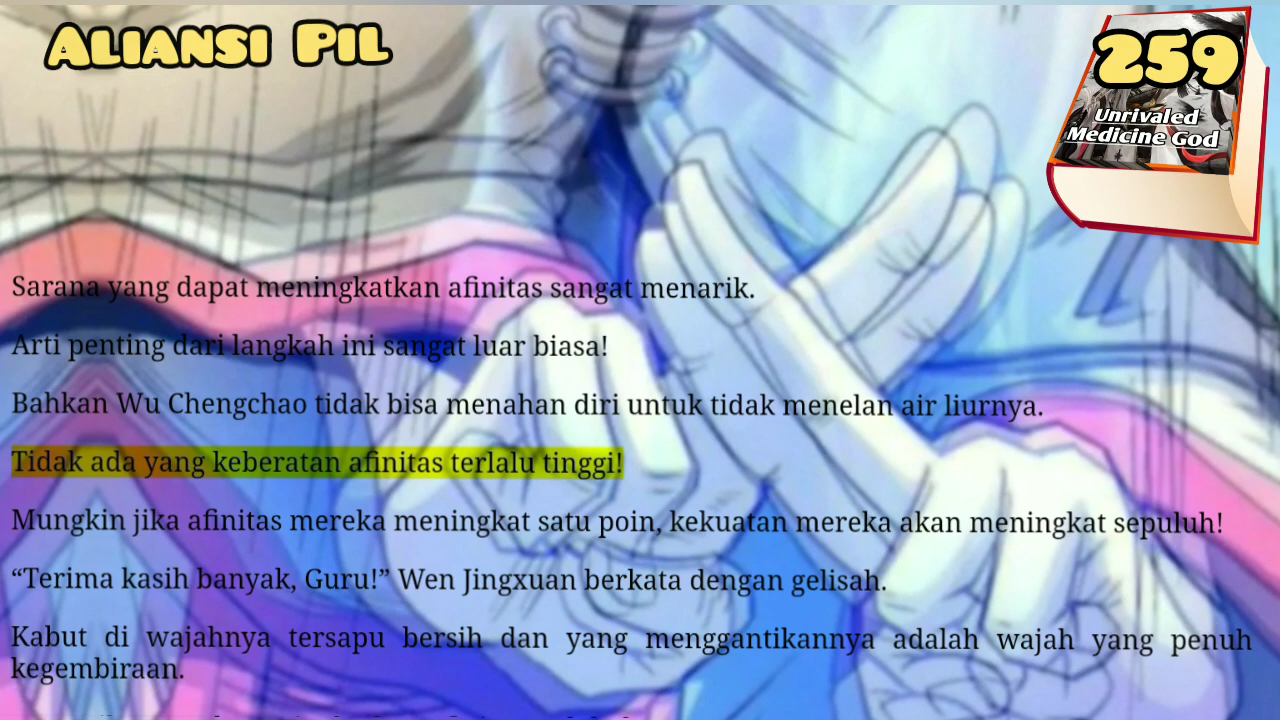 Aliansi Pil
259
Unrivaled
Medicine God
Sarana yang dapat meningkatkan afinitas sangat menarik.
Arti penting dari langkah ini sangat luar biasa!
Bahkan Wu Chengchao tidak bisa menahan diri untuk tidak menelan air liurnya.
Tidak ada yang keberatan afinitas terlalu tinggi!
Mungkin jika afinitas mereka meningkat satu poin, kekuatan mereka akan meningkat sepuluh!
“Terima kasih banyak, Guru!” Wen Jingxuan berkata dengan gelisah.
Kabut di wajahnya tersapu bersih dan yang menggantikannya adalah wajah yang penuh
kegembiraan.